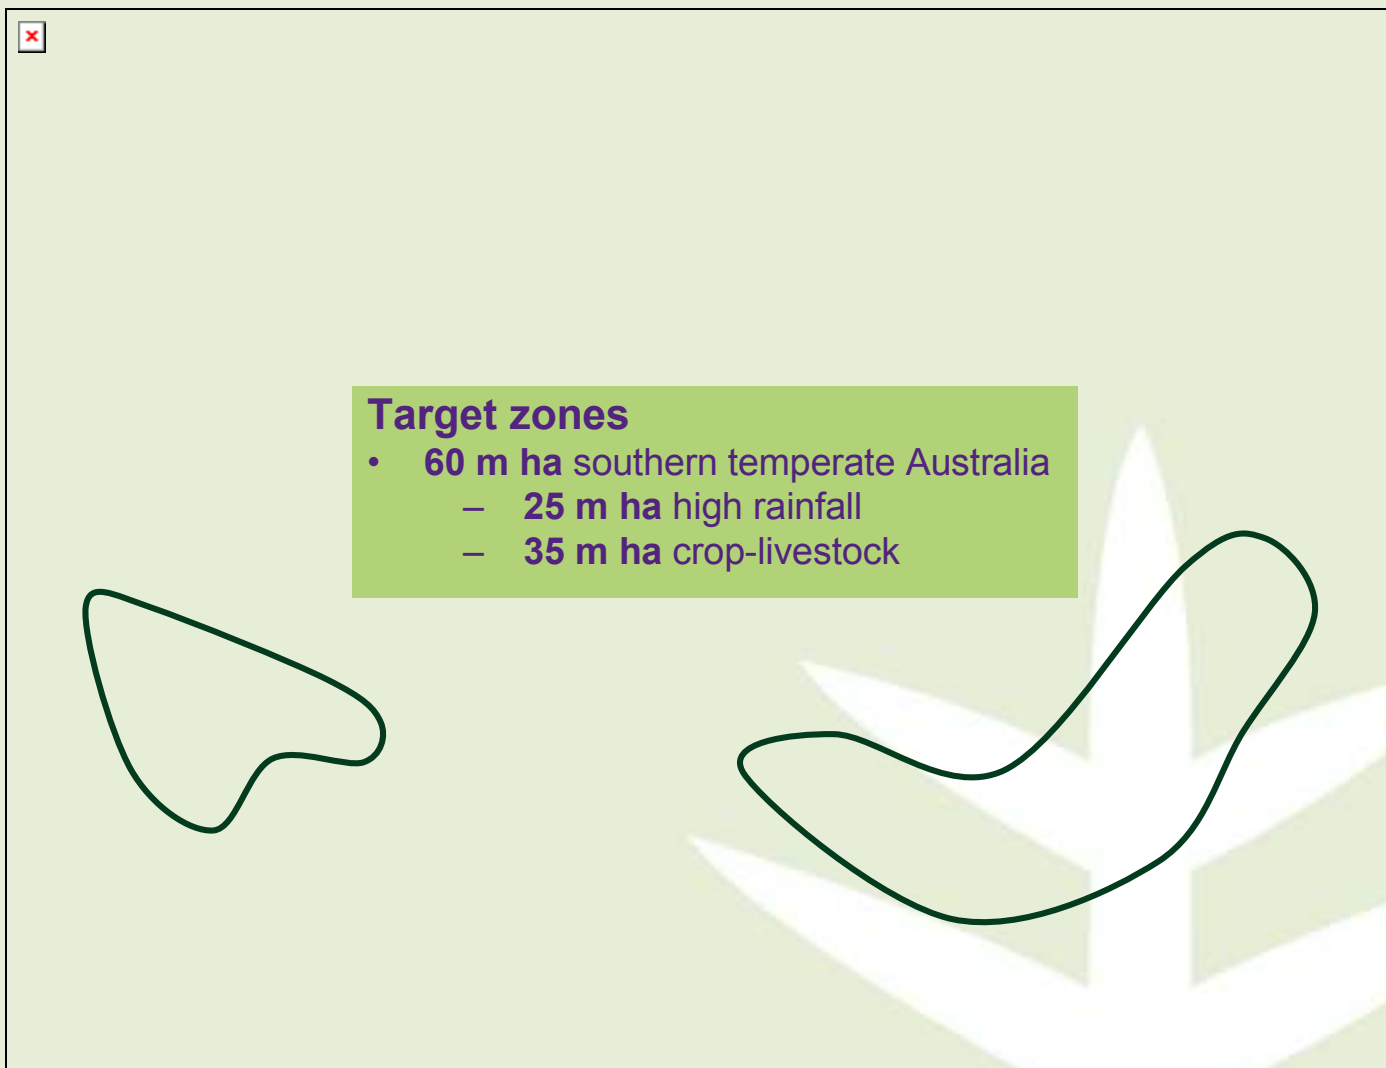 Target zones
• 60 m ha southern temperate Australia
– 25 m ha high rainfall
– 35 m ha crop-livestock